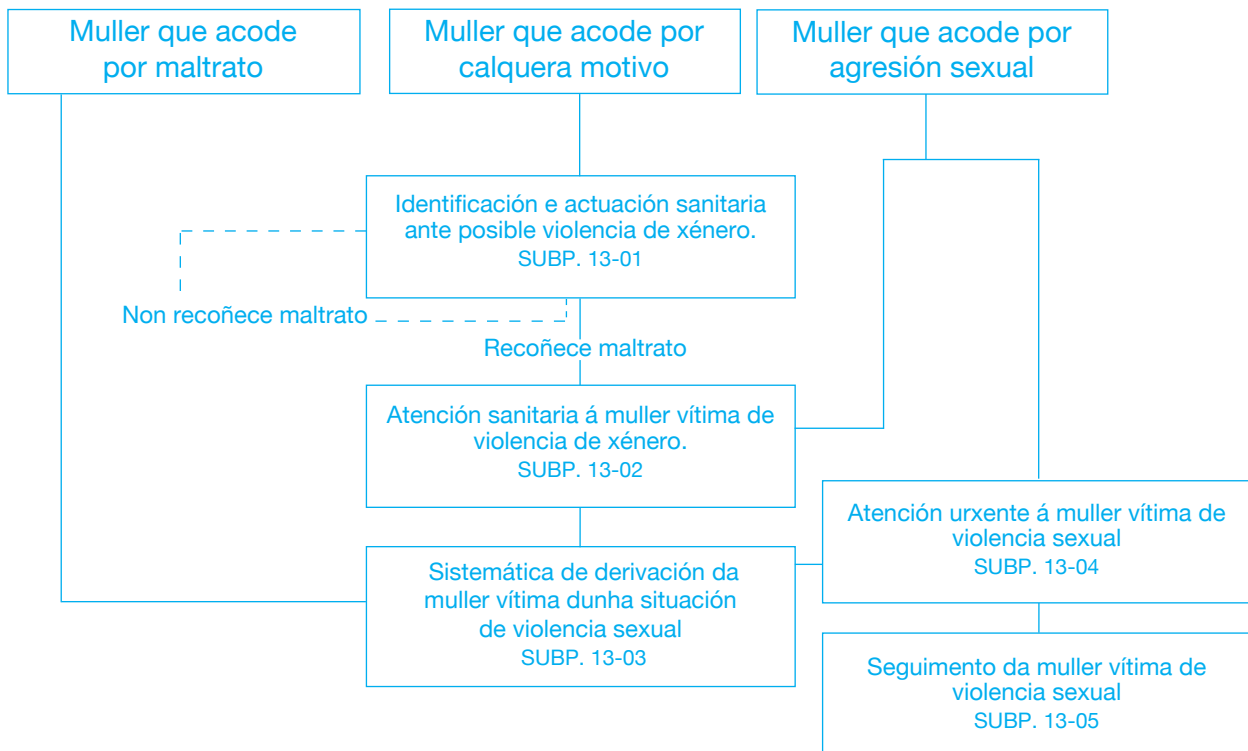 Muller que acode
por maltrato
Muller que acode por
calquera motivo
Muller que acode por
agresión sexual
Identificación e actuación sanitaria
ante posible violencia de xénero.
SUBP. 13-01
Non recoñece maltrato
Recoñece maltrato
Atención sanitaria á muller vítima de
violencia de xénero.
SUBP. 13-02
Atención urxente á muller vítima de
violencia sexual
SUBP. 13-04
Sistemática de derivación da
muller vítima dunha situación
de violencia sexual
SUBP. 13-03
Seguimento da muller vítima de
violencia sexual
SUBP. 13-05